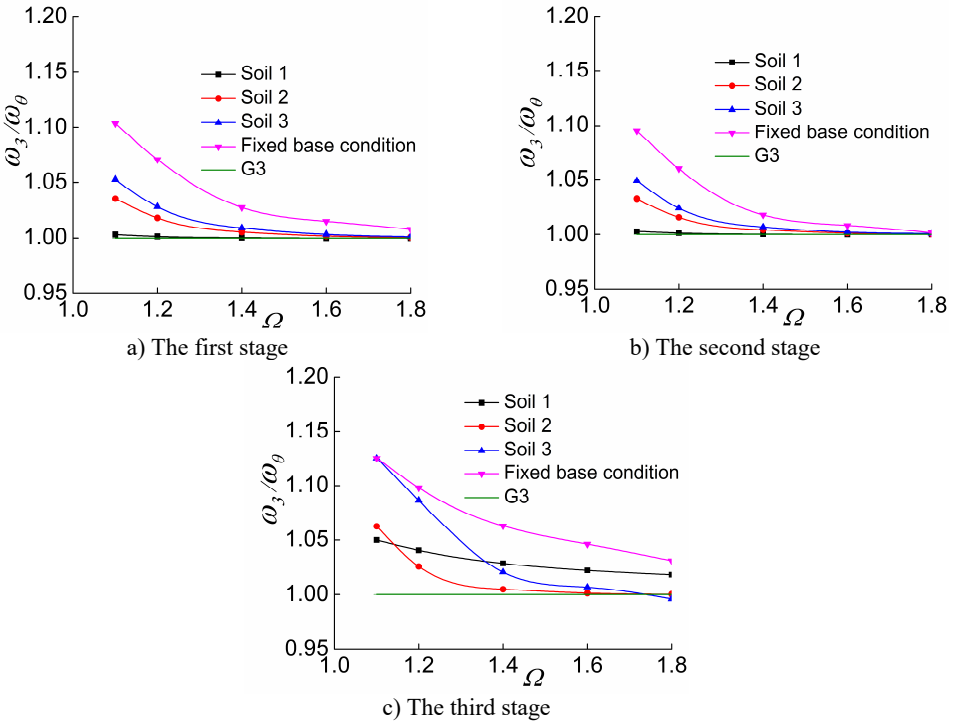 1.20
1.15
1.10
1.05
1.00
0.95
ω3/ωθ
1.0 1.2 1.4 1.6 1.8
Ω
Soil 1
Soil 2
Soil 3
Fixed base condition
G3
a) The first stage
1.20
1.15
1.10
1.05
1.00
0.95
ω3/ωθ
1.0 1.2 1.4 1.6 1.8
Ω
Soil 1
Soil 2
Soil 3
Fixed base condition
G3
b) The second stage
1.20
1.15
1.10
1.05
1.00
0.95
ω3/ωθ
1.0 1.2 1.4 1.6 1.8
Ω
Soil 1
Soil 2
Soil 3
Fixed base condition
G3
c) The third stage